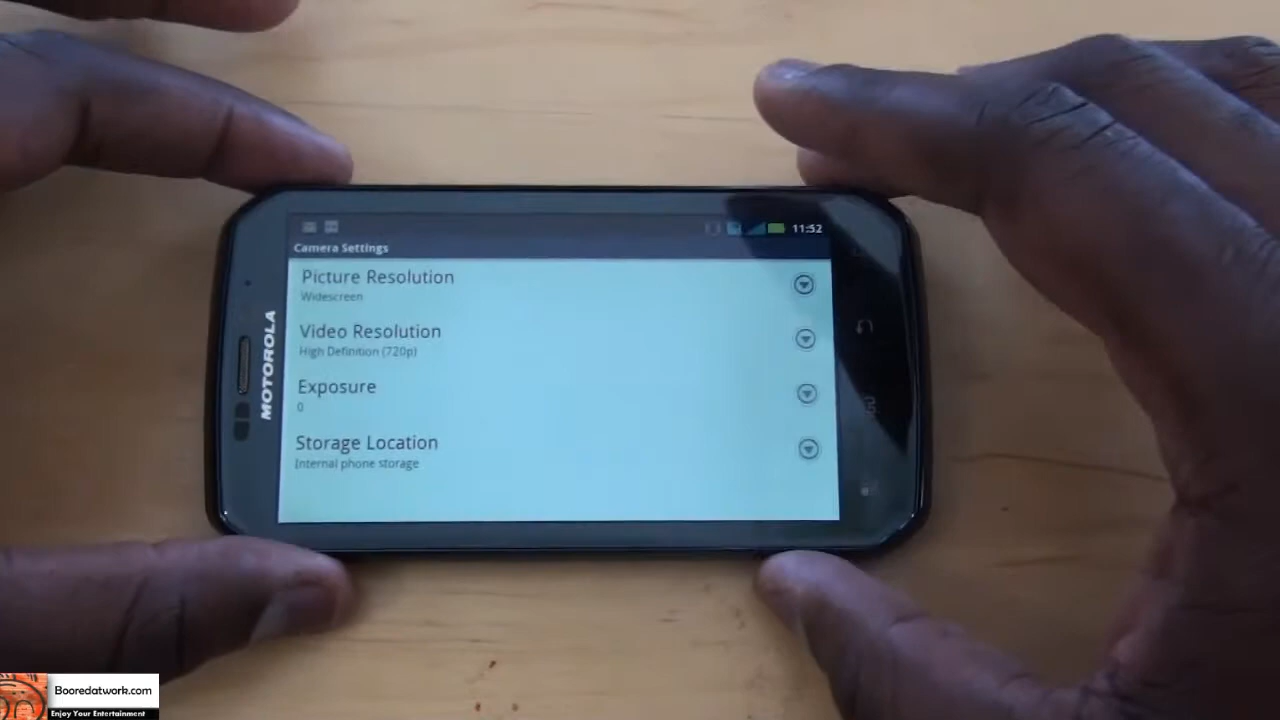 11:52
Camera Settings
Picture Resolution
Widescreen
Video Resolution
High Definition (720p)
Exposure
0
Storage Location
Internal phone storage
MOTOROLA
Booredatwork.com
Enjoy Your Entertainment